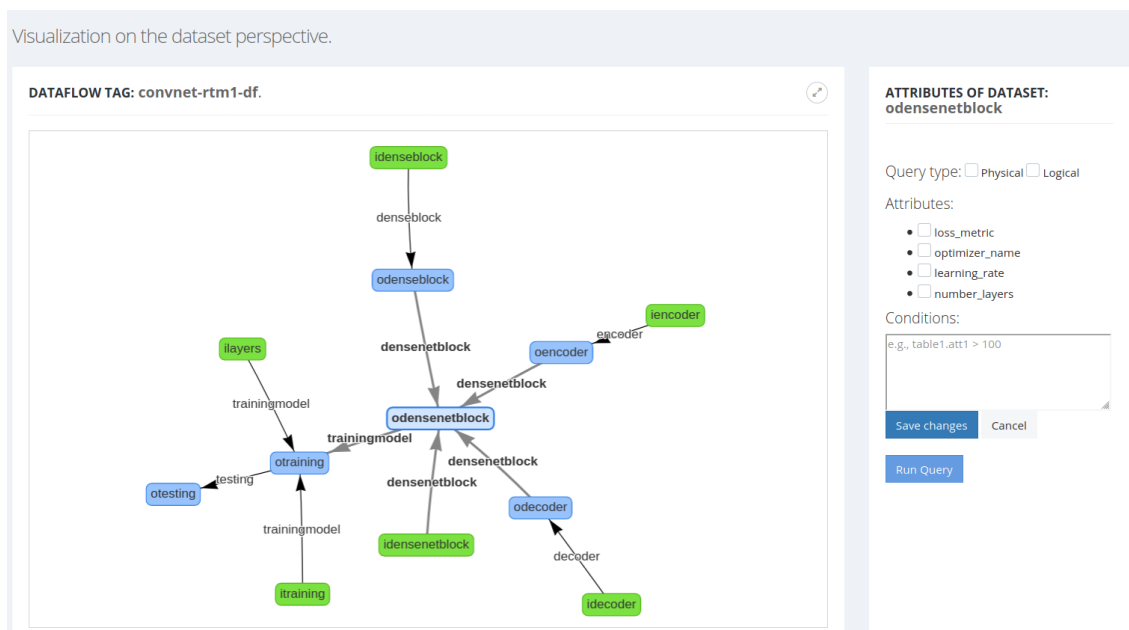 Visualization on the dataset perspective.
DATAFLOW TAG: convnet-rtm1-df.
idenseblock
denseblock
odenseblock
iencoder
encoder
densenetblock
ilayers
oencoder
densenetblock
trainingmodel
odensenetblock
trainingmodel
otraining
densenetblock
testing
densenetblock
otesting
odecoder
trainingmodel
idensenetblock
decoder
itraining
idecoder
ATTRIBUTES OF DATASET:
odensenetblock
Query type: Physical Logical
Attributes:
loss_metric
optimizer_name
learning_rate
number_layers
Conditions:
e.g., table1.att1 > 100
Save changes Cancel
Run Query